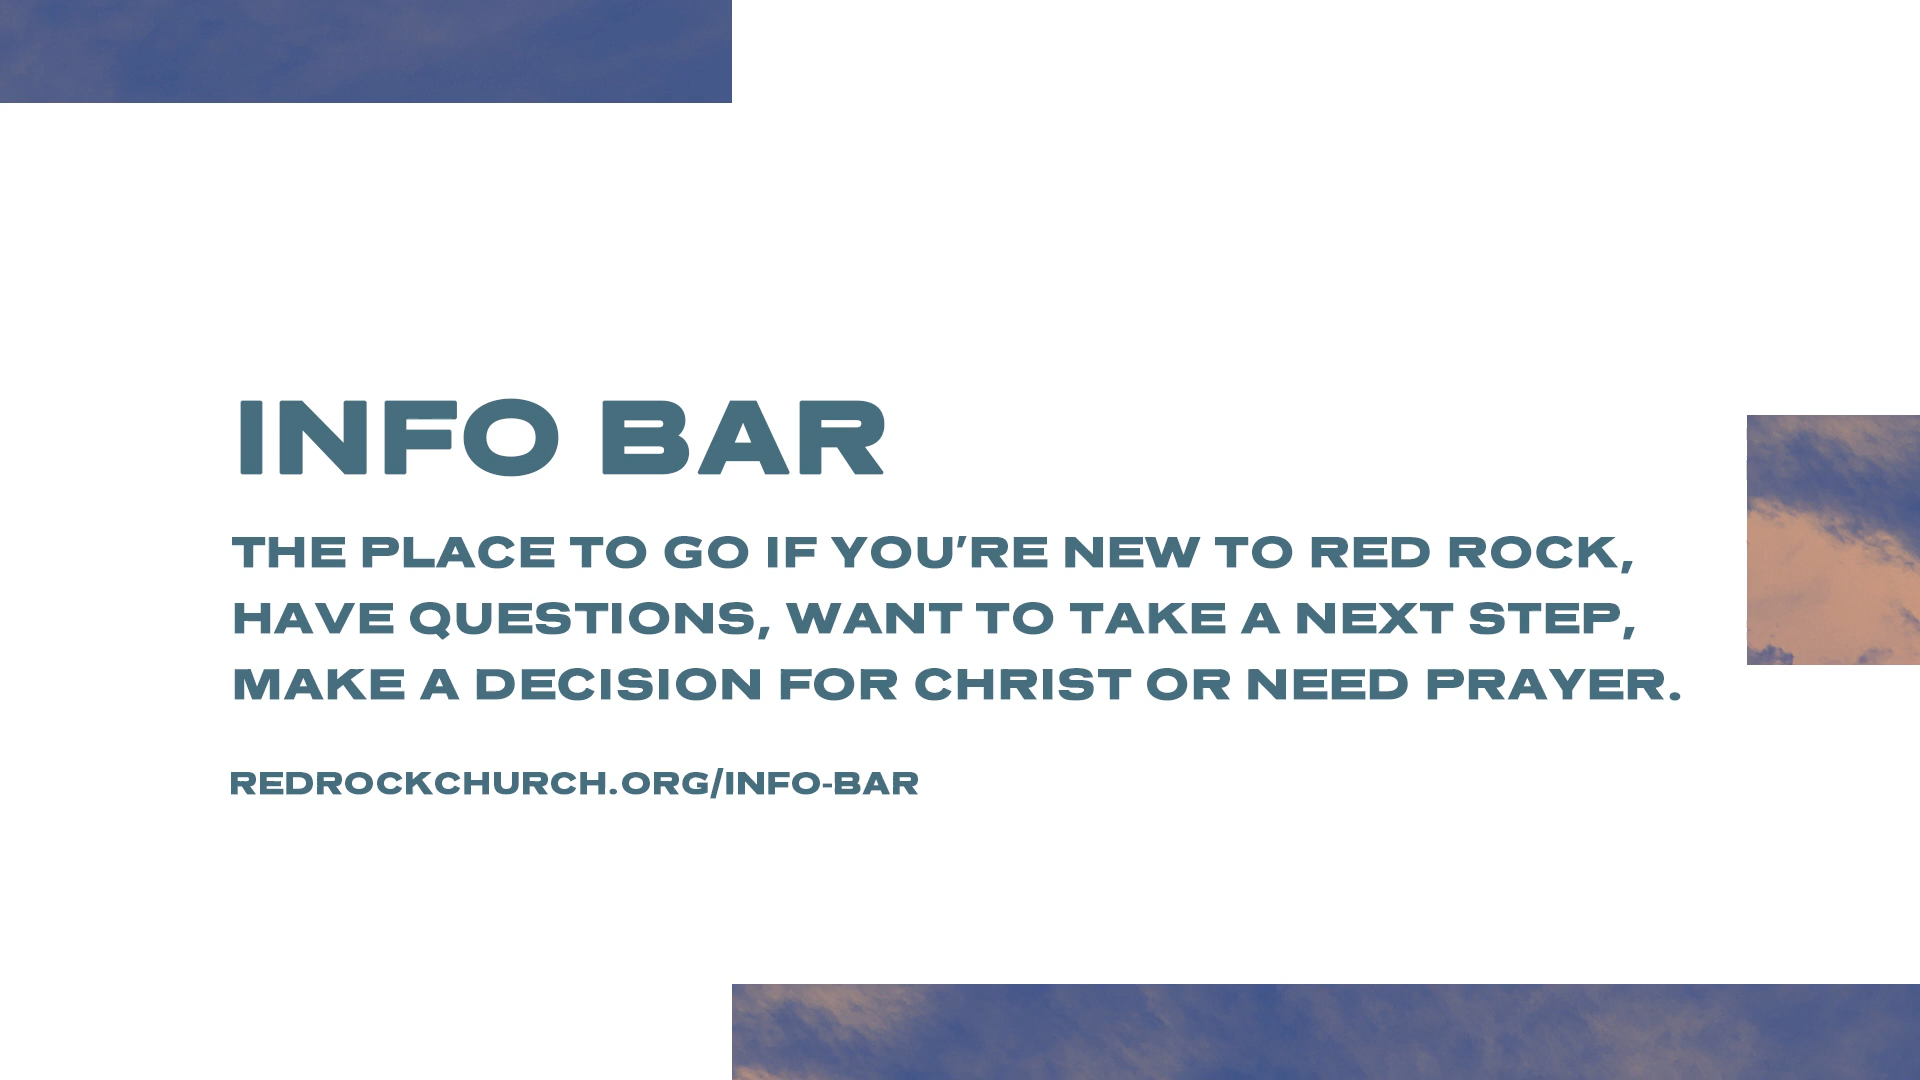 INFO BAR
THE PLACE TO GO IF YOU’RE NEW TO RED ROCK,
HAVE QUESTIONS, WANT TO TAKE A NEXT STEP,
MAKE A DECISION FOR CHRIST OR NEED PRAYER.
REDROCKCHURCH.ORG/INFO-BAR